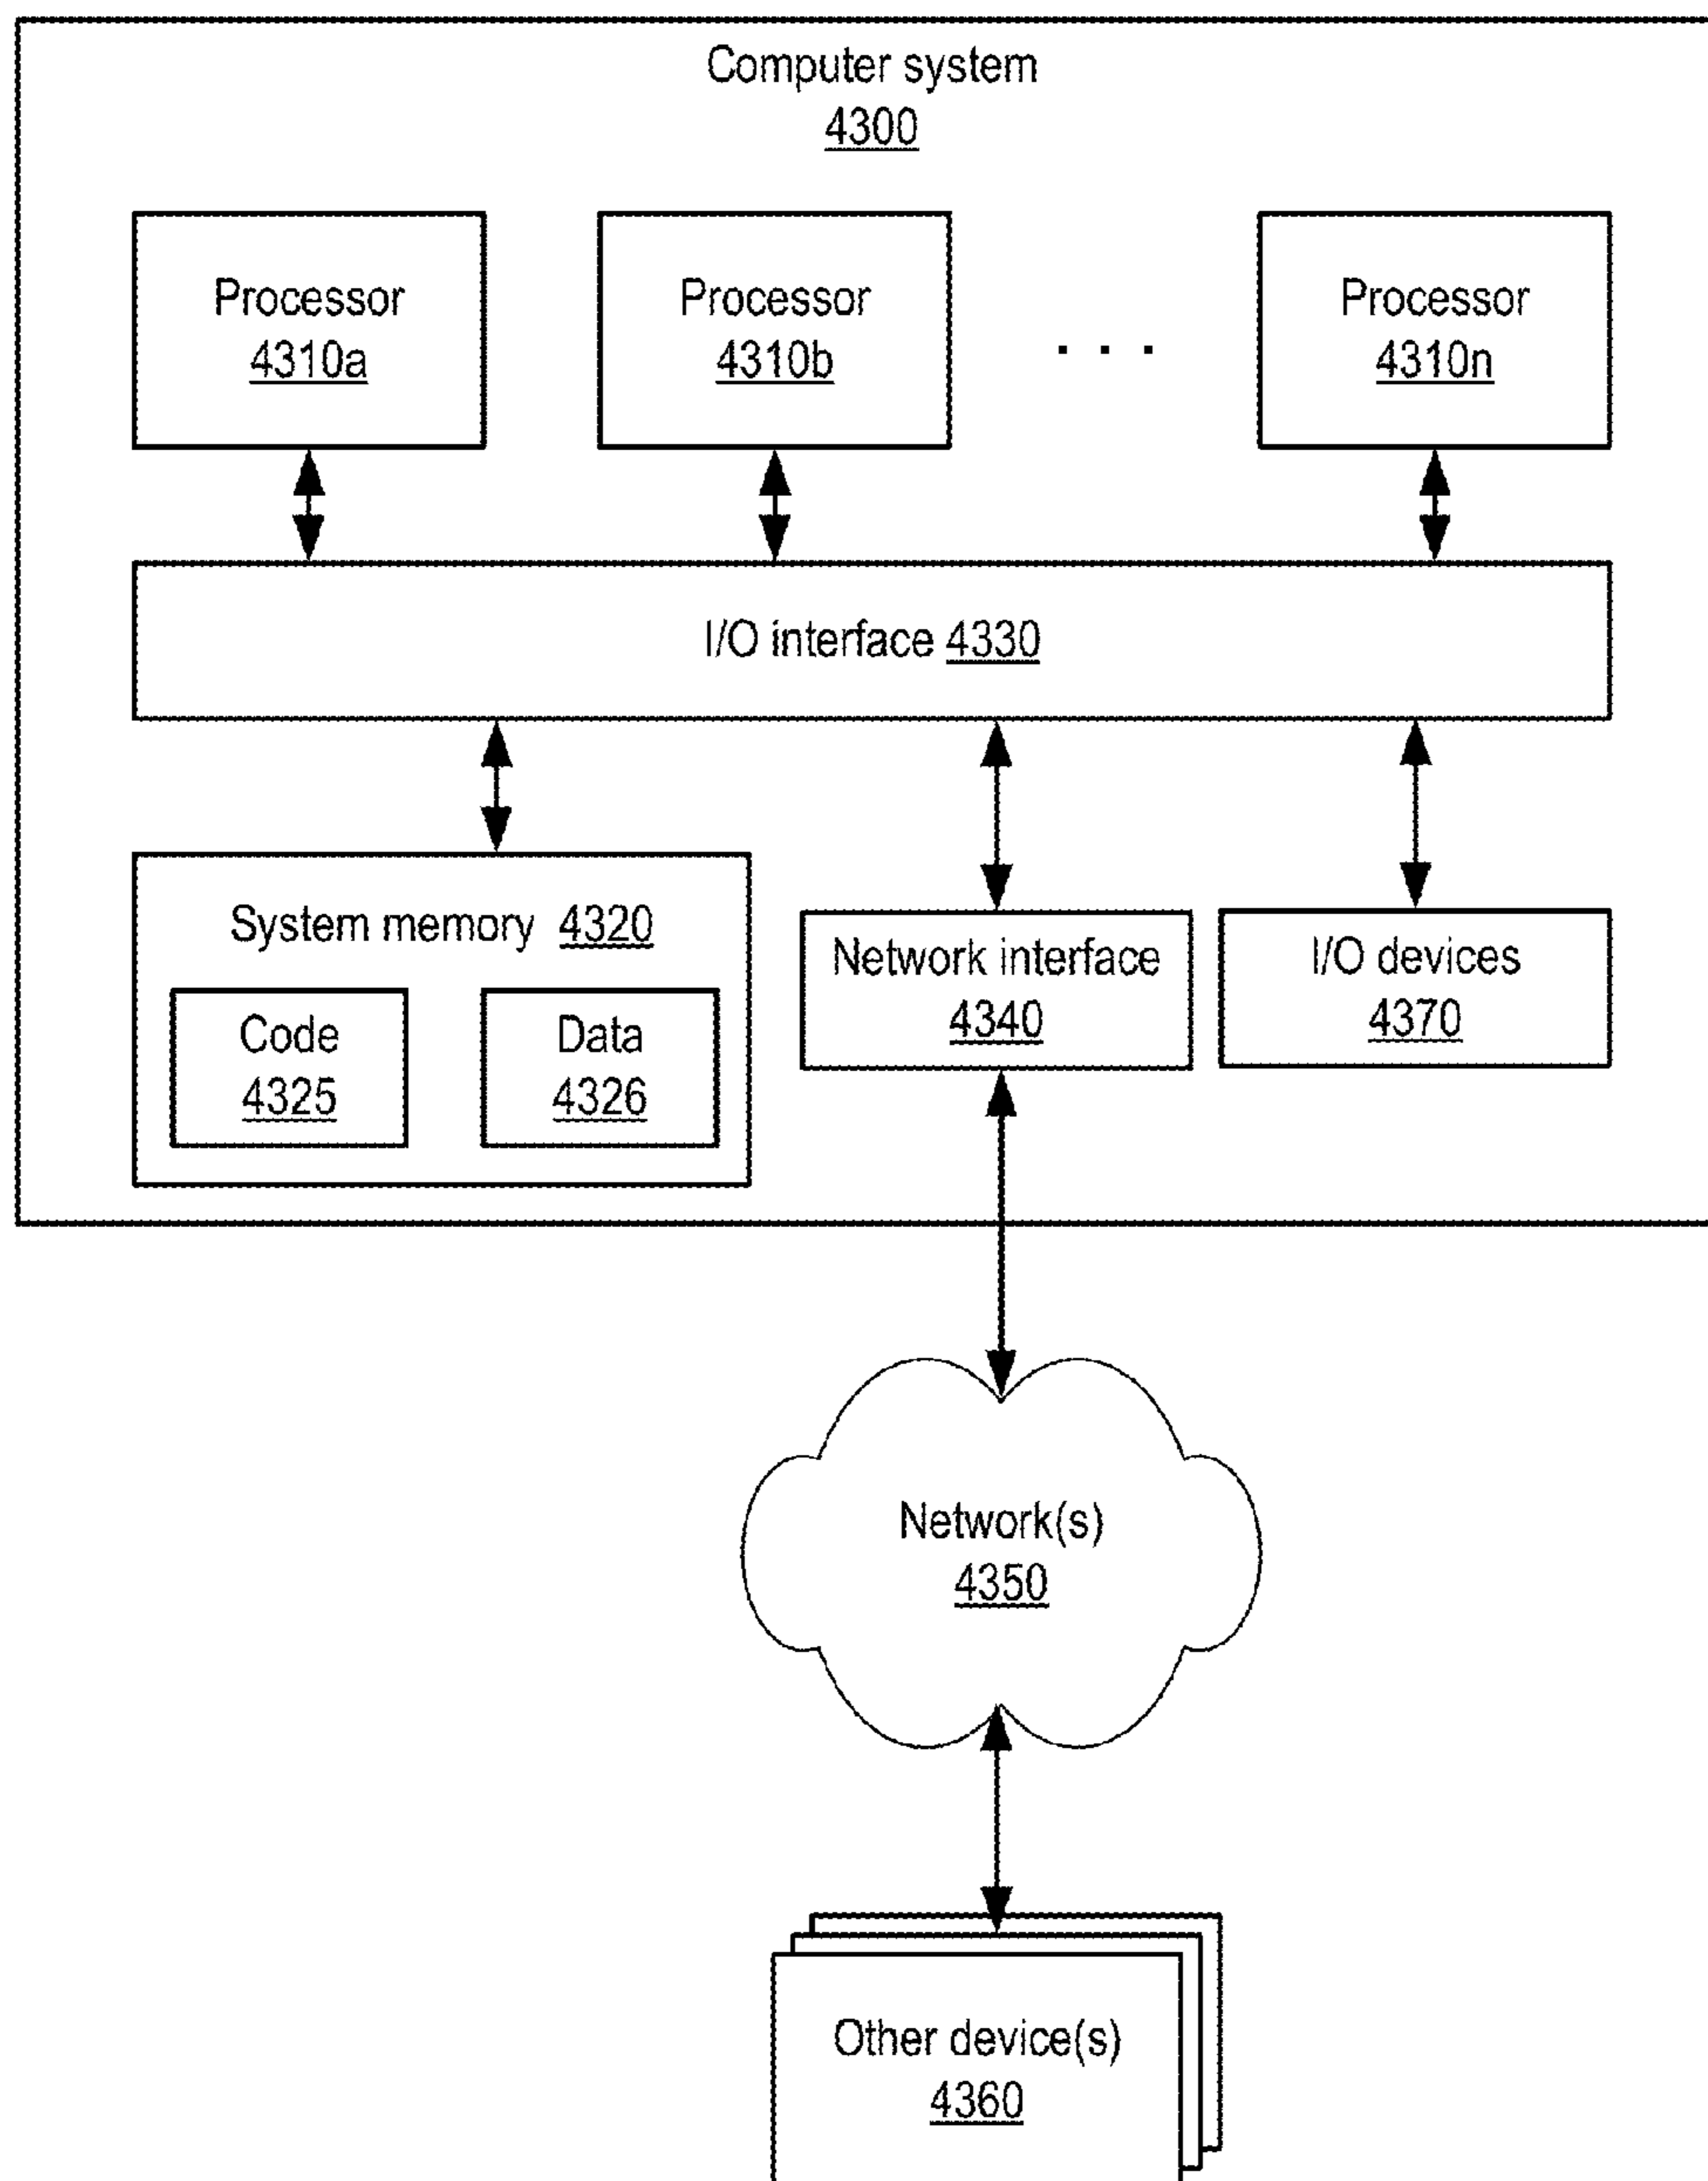 Computer system
4300
Processor
4310a
Processor
4310b
. . .
Processor
4310n
I/O interface 4330
System memory 4320
Code
4325
Data
4326
Network interface
4340
I/O devices
4370
Network(s)
4350
Other device(s)
4360